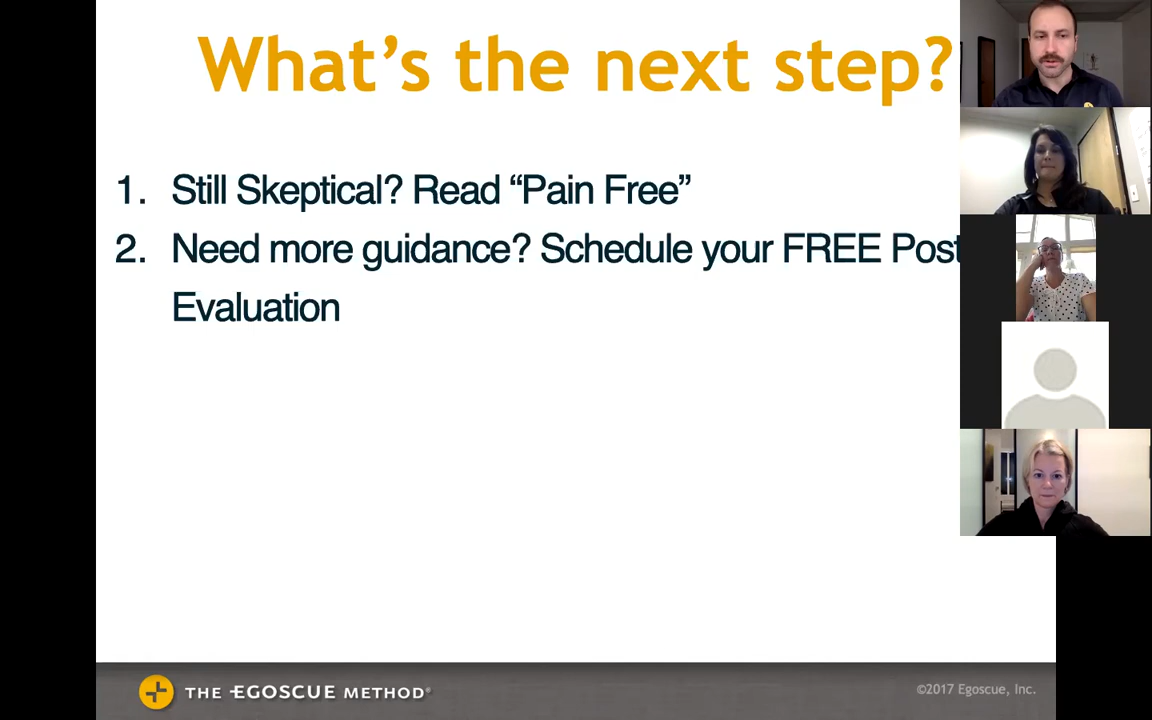 What’s the next step?
1. Still Skeptical? Read “Pain Free”
2. Need more guidance? Schedule your FREE Post
Evaluation
THE EGOSCUE METHOD®
©2017 Egoscue, Inc.